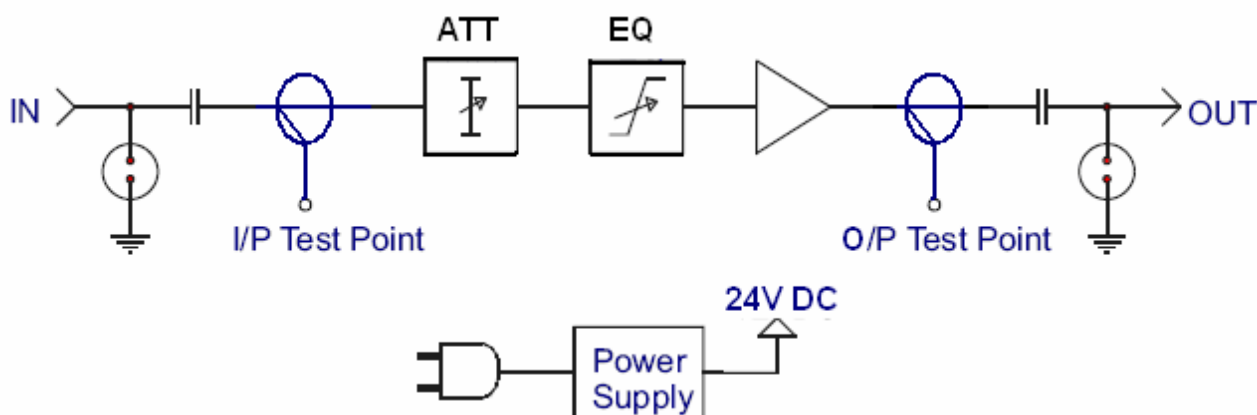 ATT
EQ
IN
OUT
I/P Test Point
O/P Test Point
24V DC
Power
Supply